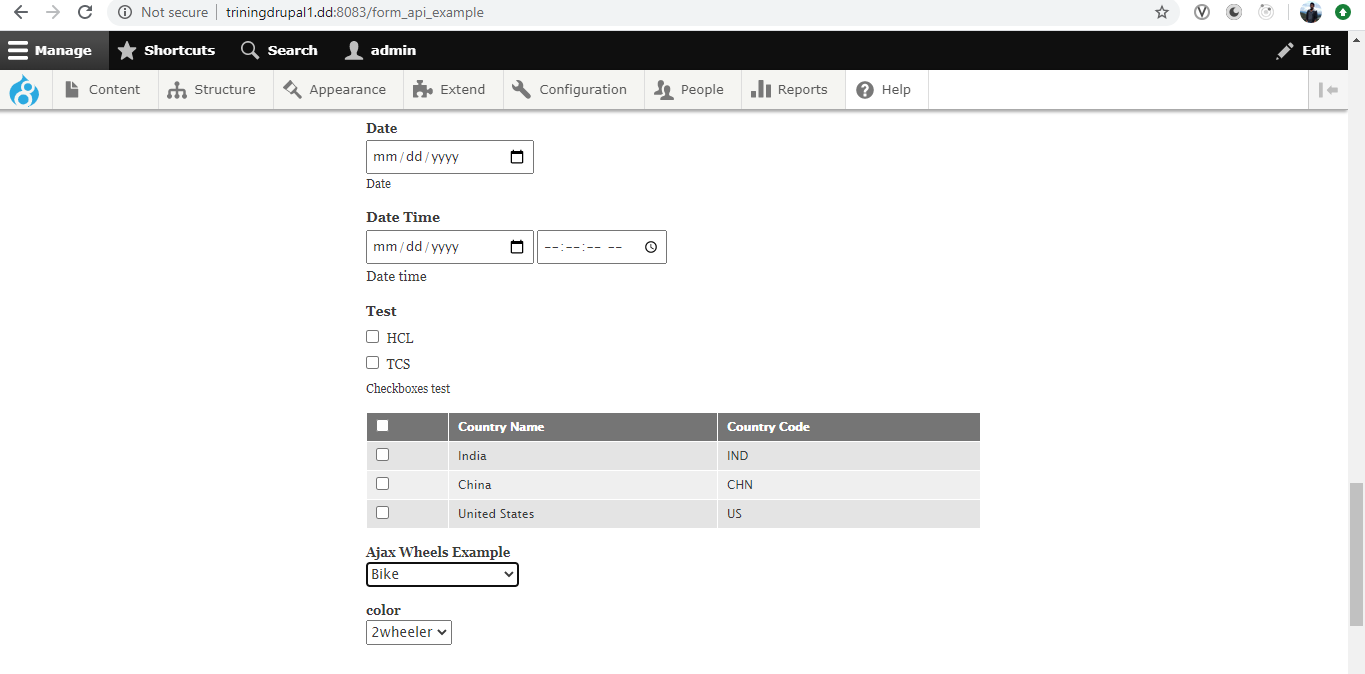 Not secure triningdrupal1.dd:8083/form_api_example
Manage Shortcuts Search admin Edit
Content Structure Appearance Extend Configuration People Reports Help
Date
mm/dd/yyyy
Date
Date Time
mm/dd/yyyy --:--:-- --
Date time
Test
HCL
TCS
Checkboxes test
Country Name Country Code
India IND
China CHN
United States US
Ajax Wheels Example
Bike
color
2wheeler